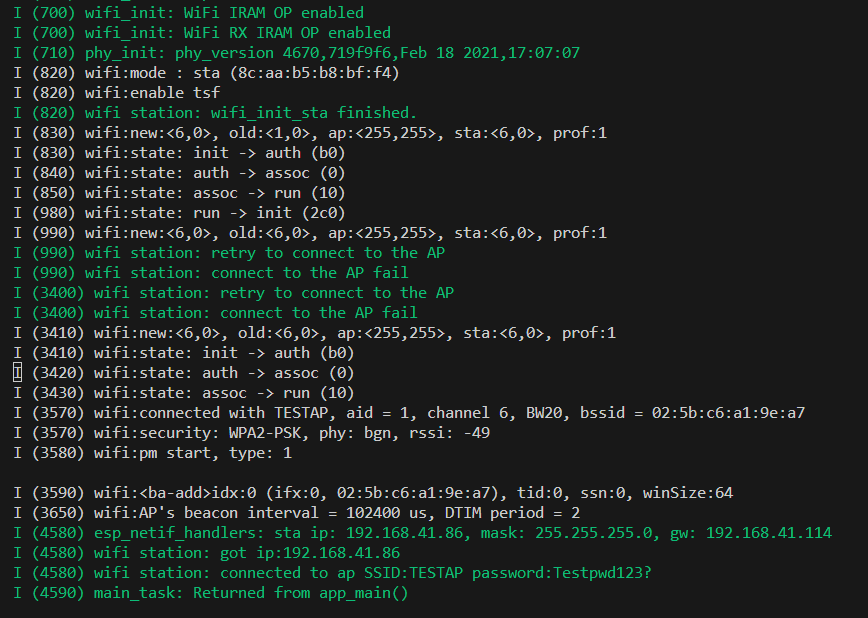 I (700) wifi_init: WiFi IRAM OP enabled
I (700) wifi_init: WiFi RX IRAM OP enabled
I (710) phy_init: phy_version 4670,719f9f6,Feb 18 2021,17:07:07
I (820) wifi:mode : sta (8c:aa:b5:b8:bf:f4)
I (820) wifi:enable tsf
I (820) wifi station: wifi_init_sta finished.
I (830) wifi:new:<6,0>, old:<1,0>, ap:<255,255>, sta:<6,0>, prof:1
I (830) wifi:state: init -> auth (b0)
I (840) wifi:state: auth -> assoc (0)
I (850) wifi:state: assoc -> run (10)
I (980) wifi:state: run -> init (2c0)
I (990) wifi:new:<6,0>, old:<6,0>, ap:<255,255>, sta:<6,0>, prof:1
I (990) wifi station: retry to connect to the AP
I (990) wifi station: connect to the AP fail
I (3400) wifi station: retry to connect to the AP
I (3400) wifi station: connect to the AP fail
I (3410) wifi:new:<6,0>, old:<6,0>, ap:<255,255>, sta:<6,0>, prof:1
I (3410) wifi:state: init -> auth (b0)
I (3420) wifi:state: auth -> assoc (0)
I (3430) wifi:state: assoc -> run (10)
I (3570) wifi:connected with TESTAP, aid = 1, channel 6, BW20, bssid = 02:5b:c6:a1:9e:a7
I (3570) wifi:security: WPA2-PSK, phy: bgn, rssi: -49
I (3580) wifi:pm start, type: 1
I (3590) wifi:<ba-add>idx:0 (ifx:0, 02:5b:c6:a1:9e:a7), tid:0, ssn:0, winSize:64
I (3650) wifi:AP's beacon interval = 102400 us, DTIM period = 2
I (4580) esp_netif_handlers: sta ip: 192.168.41.86, mask: 255.255.255.0, gw: 192.168.41.114
I (4580) wifi station: got ip:192.168.41.86
I (4580) wifi station: connected to ap SSID:TESTAP password:Testpwd123?
I (4590) main_task: Returned from app_main()